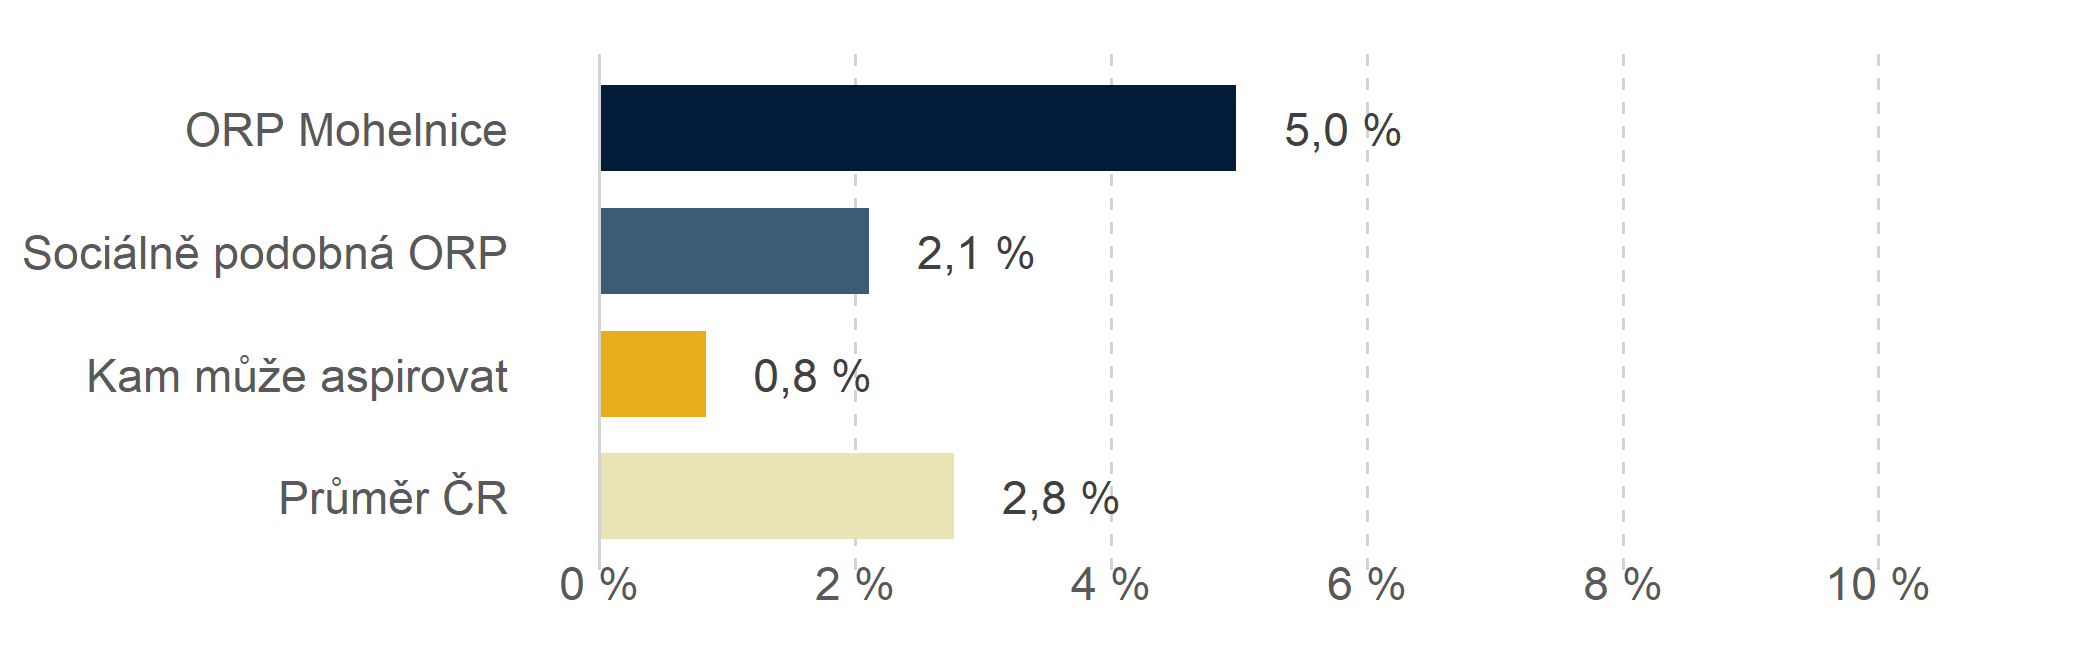 ORP Mohelnice 5,0 %
Sociálně podobná ORP 2,1 %
Kam může aspirovat 0,8 %
Průměr ČR 2,8 %
0 % 2 % 4 % 6 % 8 % 10 %